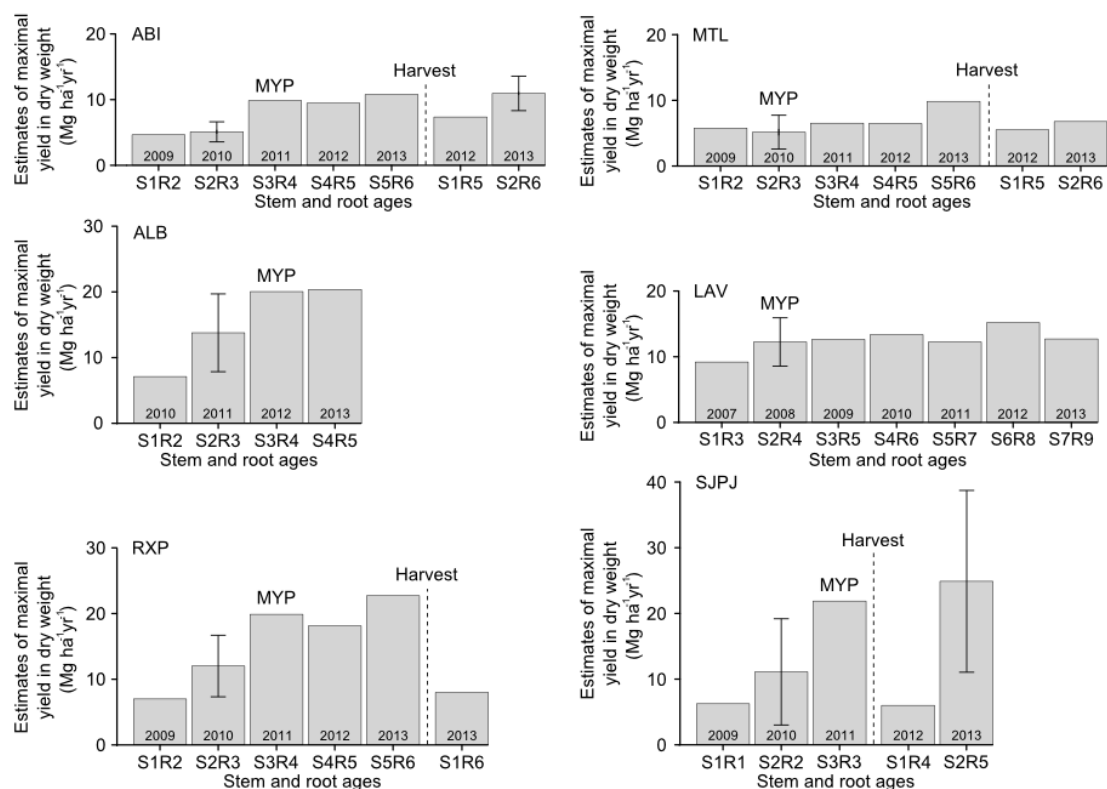 ABI
Estimates of maximal
yield in dry weight
(Mg ha⁻¹yr⁻¹)
20
10
0
MYP
Harvest
2009 2010 2011 2012 2013 2012 2013
S1R2 S2R3 S3R4 S4R5 S5R6 S1R5 S2R6
Stem and root ages
MTL
Estimates of maximal
yield in dry weight
(Mg ha⁻¹yr⁻¹)
20
10
0
MYP
Harvest
2009 2010 2011 2012 2013 2012 2013
S1R2 S2R3 S3R4 S4R5 S5R6 S1R5 S2R6
Stem and root ages
ALB
Estimates of maximal
yield in dry weight
(Mg ha⁻¹yr⁻¹)
30
20
10
0
MYP
2010 2011 2012 2013
S1R2 S2R3 S3R4 S4R5
Stem and root ages
LAV
Estimates of maximal
yield in dry weight
(Mg ha⁻¹yr⁻¹)
20
10
0
MYP
2007 2008 2009 2010 2011 2012 2013
S1R3 S2R4 S3R5 S4R6 S5R7 S6R8 S7R9
Stem and root ages
RXP
Estimates of maximal
yield in dry weight
(Mg ha⁻¹yr⁻¹)
30
20
10
0
MYP
Harvest
2009 2010 2011 2012 2013 2013
S1R2 S2R3 S3R4 S4R5 S5R6 S1R6
Stem and root ages
SJPJ
Estimates of maximal
yield in dry weight
(Mg ha⁻¹yr⁻¹)
40
30
20
10
0
Harvest
MYP
2009 2010 2011 2012 2013
S1R1 S2R2 S3R3 S1R4 S2R5
Stem and root ages